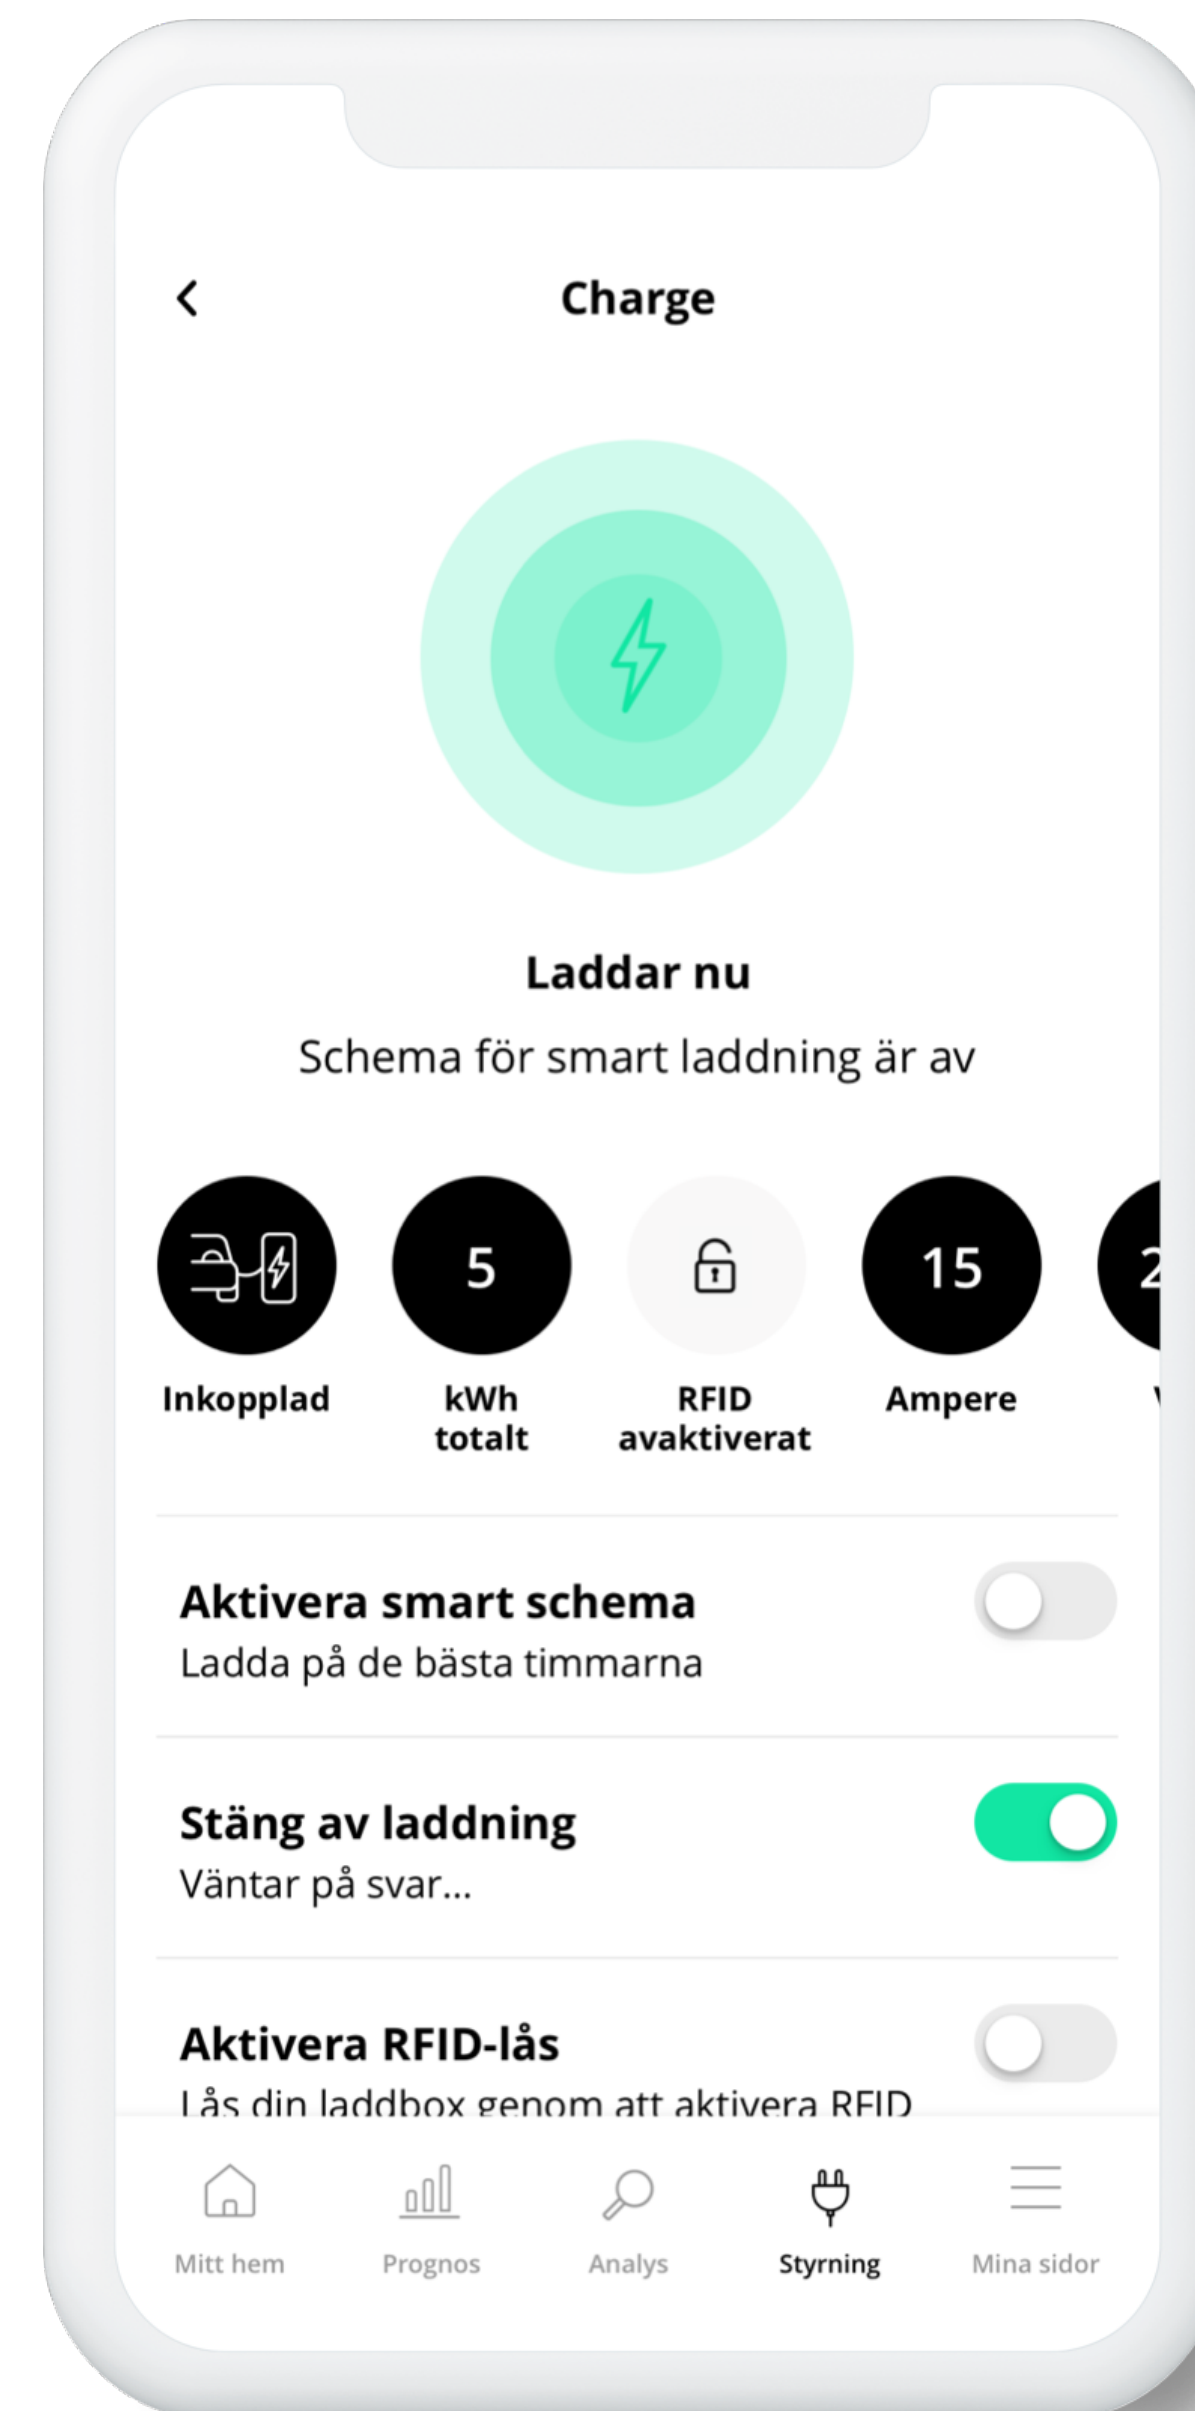 Charge
Laddar nu
Schema för smart laddning är av
5
15
Inkopplad
kWh
totalt
RFID
avaktiverat
Ampere
Aktivera smart schema
Ladda på de bästa timmarna
Stäng av laddning
Väntar på svar...
Aktivera RFID-lås
Lås din laddbox genom att aktivera RFID
Mitt hem
Prognos
Analys
Styrning
Mina sidor